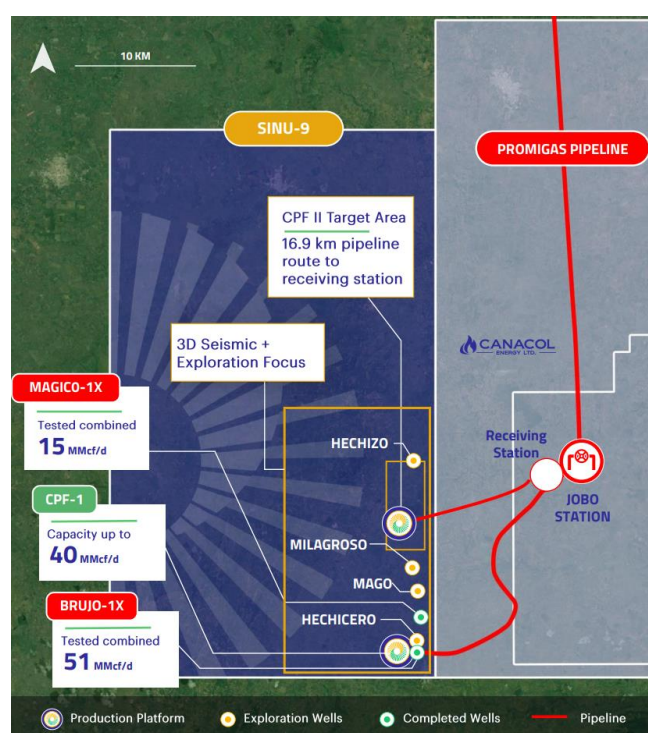 10 KM
SINU-9
PROMIGAS PIPELINE
CPF II Target Area
16.9 km pipeline
route to
receiving station
3D Seismic +
Exploration Focus
CANACOL
ENERGY LTD.
MAGICO-1X
Tested combined
15 MMcf/d
HECHIZO
Receiving
Station
JOBO
STATION
CPF-1
Capacity up to
40 MMcf/d
MILAGROSO
MAGO
BRUJO-1X
Tested combined
51 MMcf/d
HECHICERO
Production Platform
Exploration Wells
Completed Wells
Pipeline